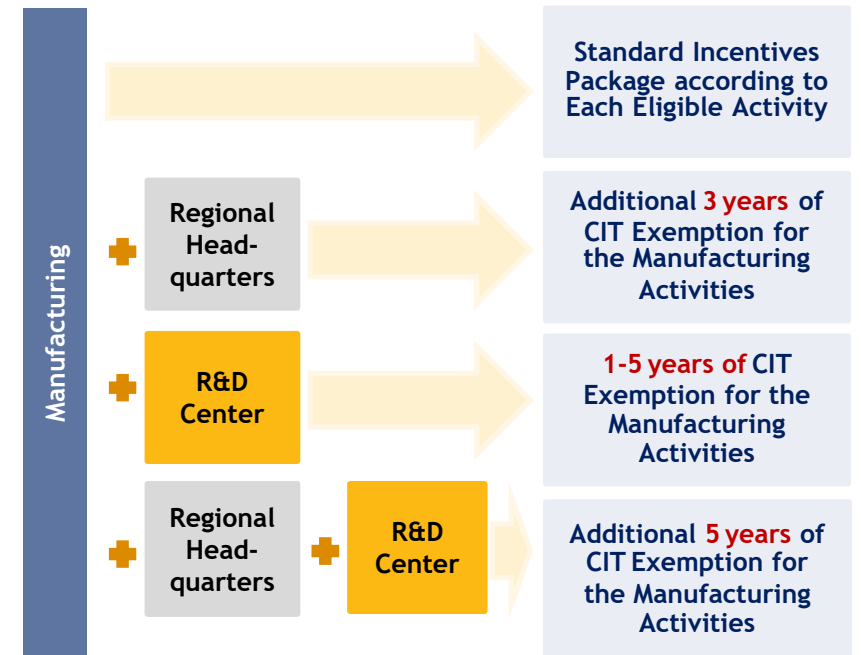 Manufacturing
Standard Incentives
Package according to
Each Eligible Activity
Regional
Head-
quarters
Additional 3 years of
CIT Exemption for
the Manufacturing
Activities
R&D
Center
1-5 years of CIT
Exemption for the
Manufacturing
Activities
Regional
Head-
quarters
R&D
Center
Additional 5 years of
CIT Exemption for
the Manufacturing
Activities